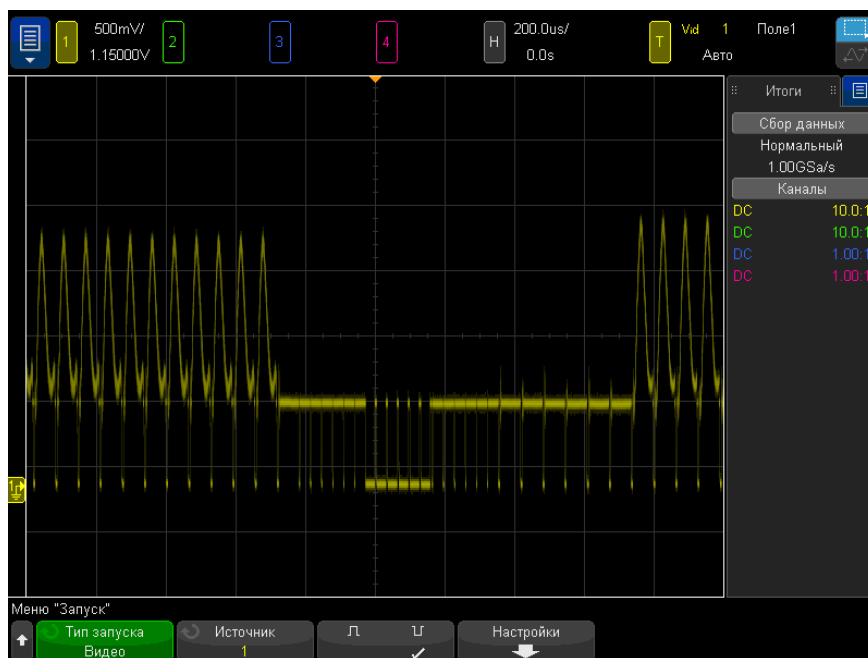 1 500mV/ 2 3 4 H 200.0us/ T Vid 1 Поле1
1.15000V 0.0s Авто
Итоги
Сбор данных
Нормальный
1.00GSa/s
Каналы
DC 10.0:1
DC 10.0:1
DC 1.00:1
DC 1.00:1
1
Меню "Запуск"
Тип запуска Источник Настройки
Видео 1